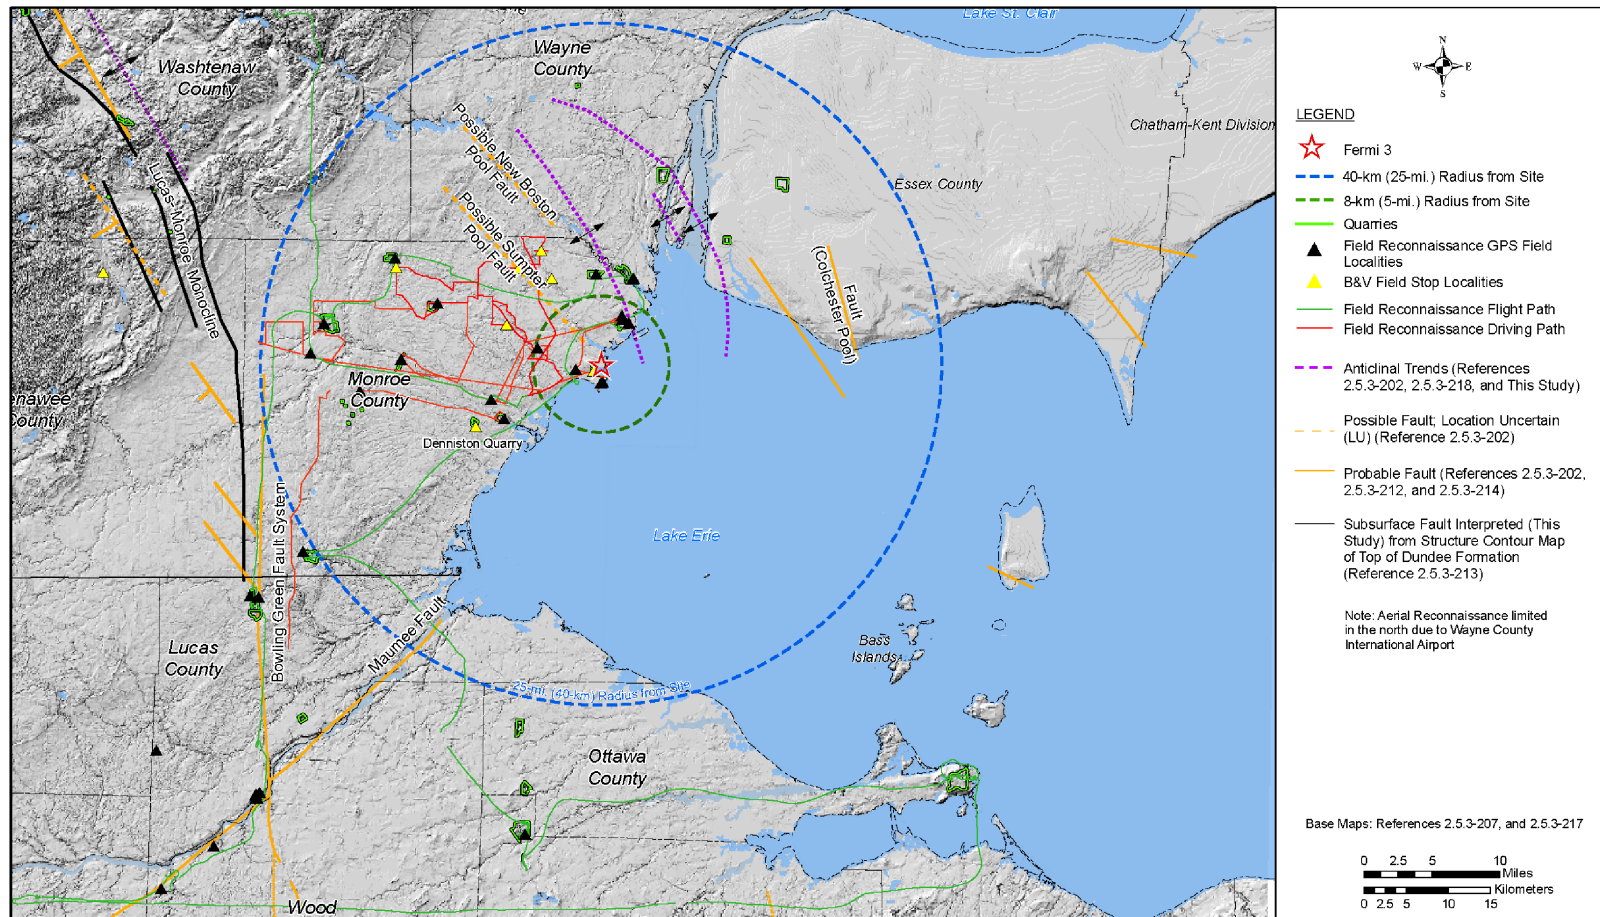 Lake St. Clair
Wayne
County
Washtenaw
County
Chatham-Kent Division
Possible New Boston
Pool Fault
Essex County
Lucas-Monroe Monocline
Possible Sumpter
Pool Fault
Fault
(Colchester Pool)
Monroe
County
enawee
County
Denniston Quarry
Lake Erie
Bowling Green Fault System
Maumee Fault
Bass
Islands
Lucas
County
25-mi. (40-km) Radius from Site
Ottawa
County
Wood
N
W
E
S
LEGEND
Fermi 3
40-km (25-mi.) Radius from Site
8-km (5-mi.) Radius from Site
Quarries
Field Reconnaissance GPS Field
Localities
B&V Field Stop Localities
Field Reconnaissance Flight Path
Field Reconnaissance Driving Path
Anticlinal Trends (References
2.5.3-202, 2.5.3-218, and This Study)
Possible Fault; Location Uncertain
(LU) (Reference 2.5.3-202)
Probable Fault (References 2.5.3-202,
2.5.3-212, and 2.5.3-214)
Subsurface Fault Interpreted (This
Study) from Structure Contour Map
of Top of Dundee Formation
(Reference 2.5.3-213)
Note: Aerial Reconnaissance limited
in the north due to Wayne County
International Airport
Base Maps: References 2.5.3-207, and 2.5.3-217
0 2.5 5 10
Miles
Kilometers
0 2.5 5 10 15